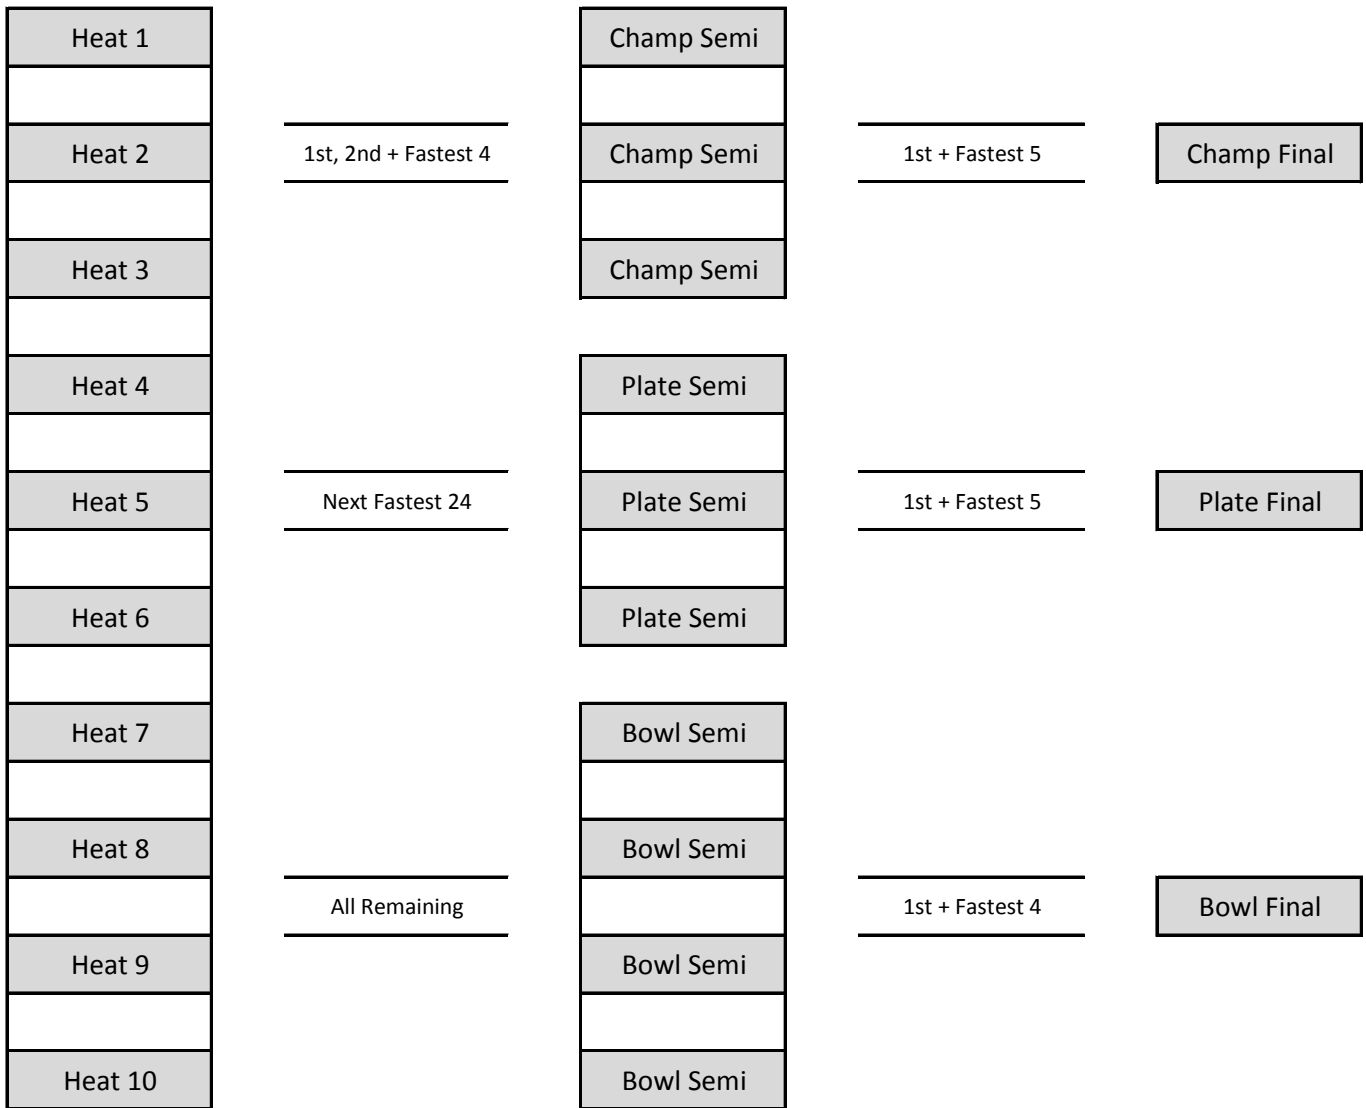 Heat 1
Champ Semi
Heat 2
1st, 2nd + Fastest 4
Champ Semi
1st + Fastest 5
Champ Final
Heat 3
Champ Semi
Heat 4
Plate Semi
Heat 5
Next Fastest 24
Plate Semi
1st + Fastest 5
Plate Final
Heat 6
Plate Semi
Heat 7
Bowl Semi
Heat 8
Bowl Semi
All Remaining
1st + Fastest 4
Bowl Final
Heat 9
Bowl Semi
Heat 10
Bowl Semi